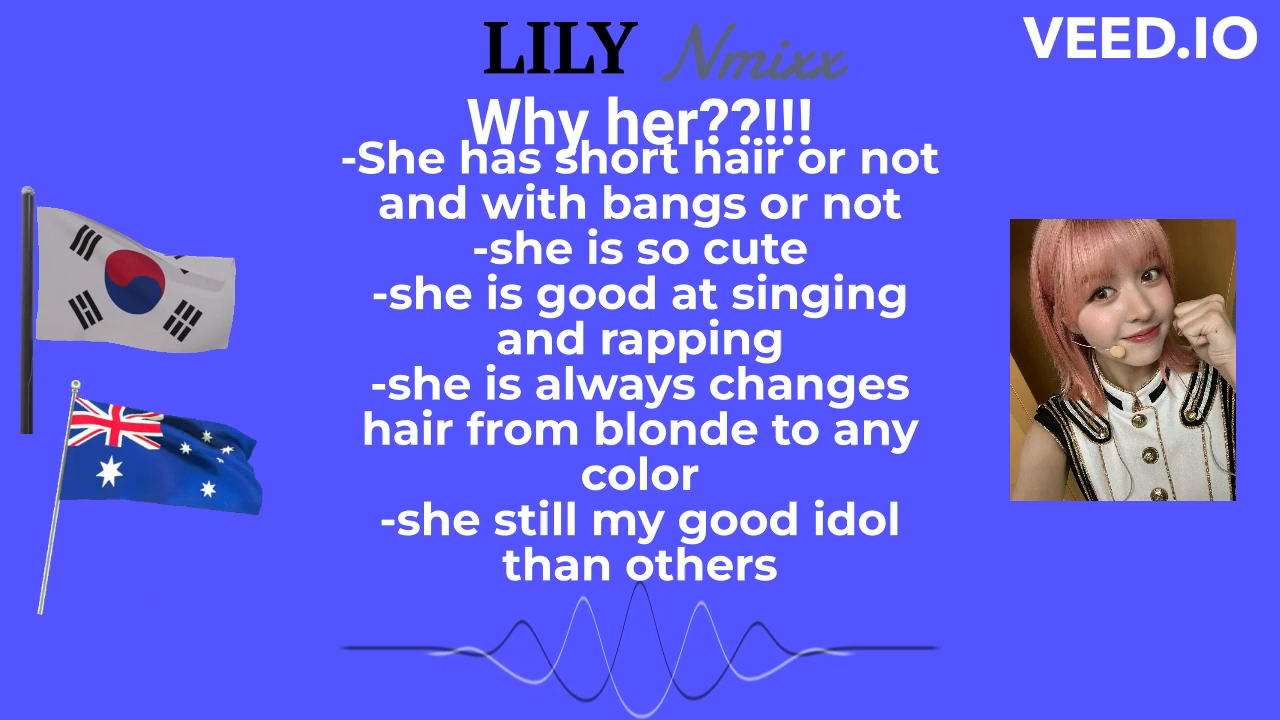 LILY Nmixx
VEED.IO
Why her??!!!
-She has short hair or not
and with bangs or not
-she is so cute
-she is good at singing
and rapping
-she is always changes
hair from blonde to any
color
-she still my good idol
than others